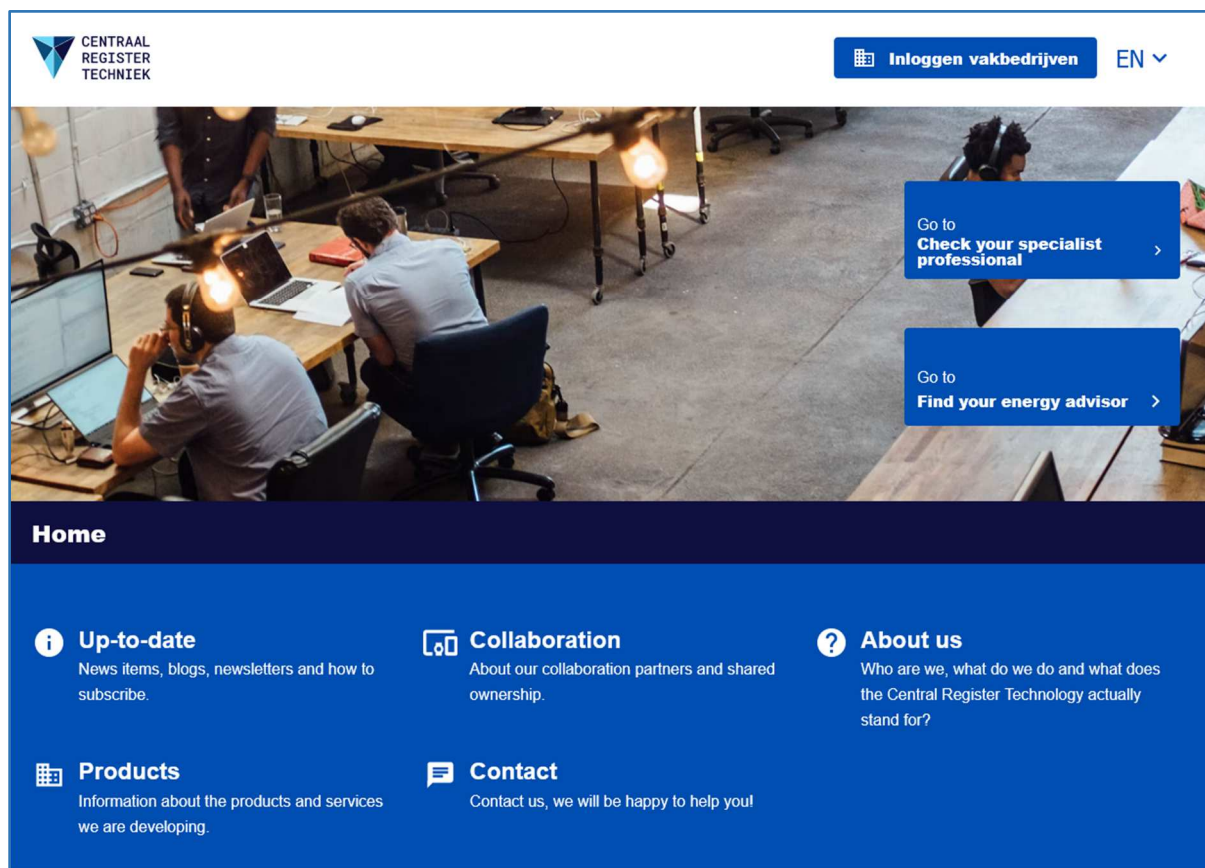 CENTRAAL
REGISTER
TECHNIEK
Inloggen vakbedrijven
EN
Go to
Check your specialist
professional
Go to
Find your energy advisor
Home
Up-to-date
News items, blogs, newsletters and how to
subscribe.
Collaboration
About our collaboration partners and shared
ownership.
About us
Who are we, what do we do and what does
the Central Register Technology actually
stand for?
Products
Information about the products and services
we are developing.
Contact
Contact us, we will be happy to help you!